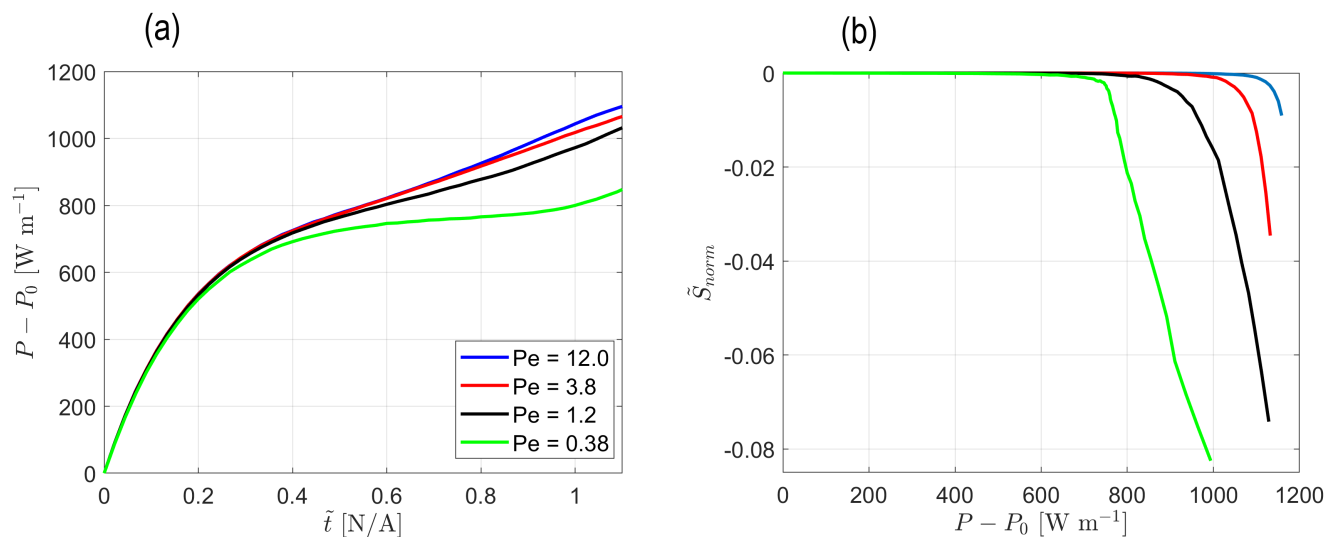 (a)
1200
1000
800
600
400
200
0
P − P₀ [W m⁻¹]
0 0.2 0.4 0.6 0.8 1
t̃ [N/A]
Pe = 12.0
Pe = 3.8
Pe = 1.2
Pe = 0.38
(b)
0
-0.02
-0.04
-0.06
-0.08
S̃norm
0 200 400 600 800 1000 1200
P − P₀ [W m⁻¹]